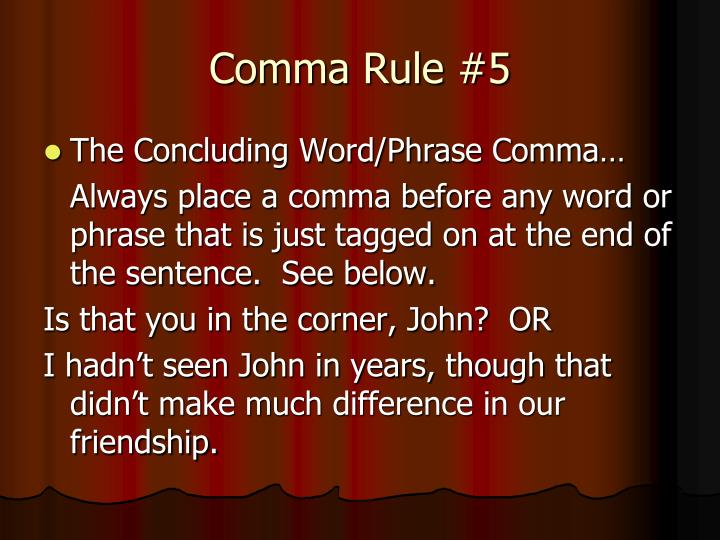 Comma Rule #5
The Concluding Word/Phrase Comma…
Always place a comma before any word or
phrase that is just tagged on at the end of
the sentence.  See below.
Is that you in the corner, John?  OR
I hadn’t seen John in years, though that
didn’t make much difference in our
friendship.